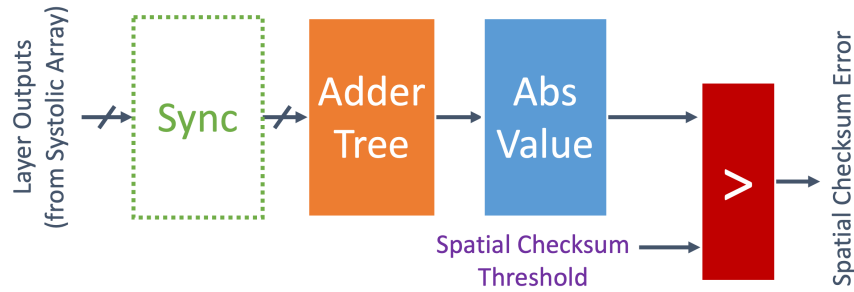 Layer Outputs
(from Systolic Array)
Sync
Adder
Tree
Abs
Value
>
Spatial Checksum
Threshold
Spatial Checksum Error